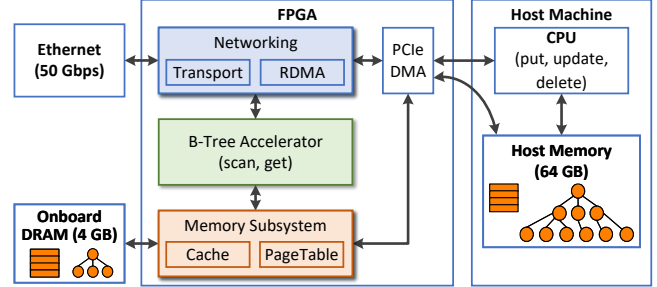 FPGA
Host Machine
Ethernet
(50 Gbps)
Networking
Transport
RDMA
PCIe
DMA
CPU
(put, update,
delete)
B-Tree Accelerator
(scan, get)
Host Memory
(64 GB)
Onboard
DRAM (4 GB)
Memory Subsystem
Cache
PageTable